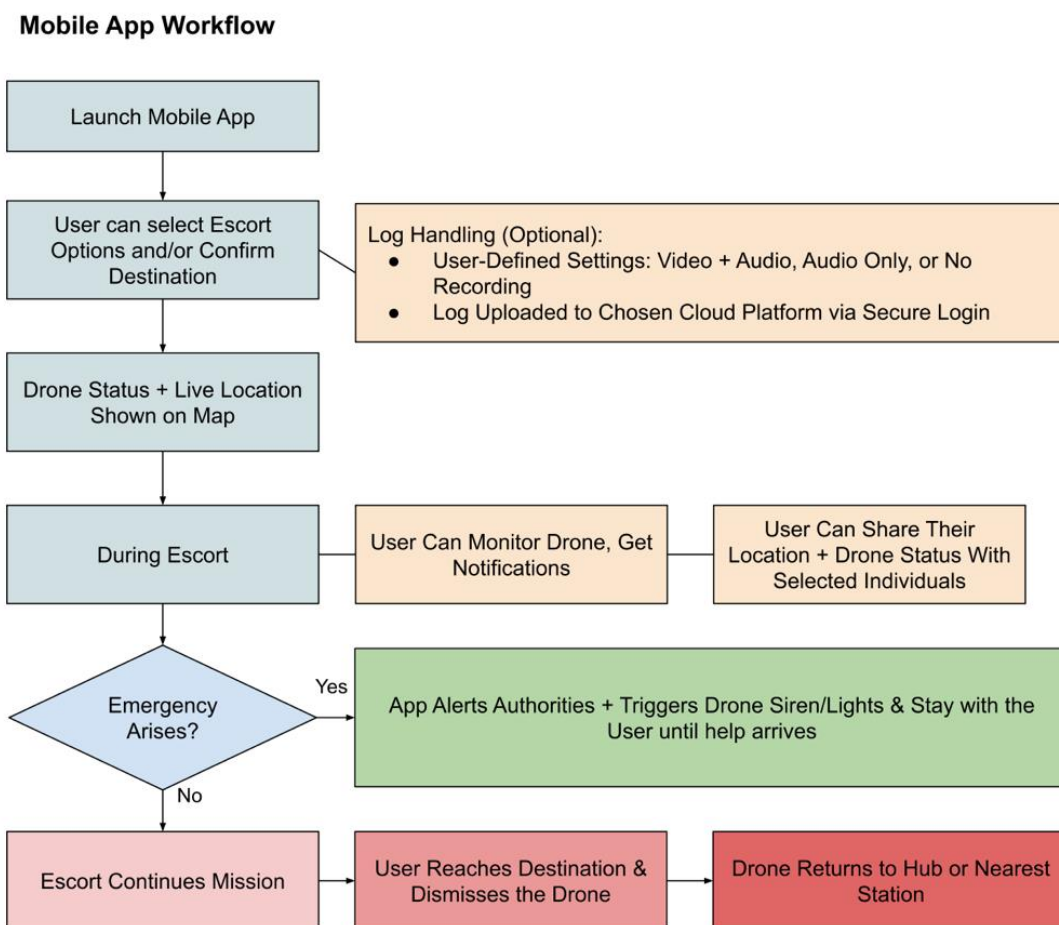 Mobile App Workflow
Launch Mobile App
User can select Escort
Options and/or Confirm
Destination
Log Handling (Optional):
● User-Defined Settings: Video + Audio, Audio Only, or No
Recording
● Log Uploaded to Chosen Cloud Platform via Secure Login
Drone Status + Live Location
Shown on Map
During Escort
User Can Monitor Drone, Get
Notifications
User Can Share Their
Location + Drone Status With
Selected Individuals
Emergency
Arises?
Yes
App Alerts Authorities + Triggers Drone Siren/Lights & Stay with the
User until help arrives
No
Escort Continues Mission
User Reaches Destination &
Dismisses the Drone
Drone Returns to Hub or Nearest
Station